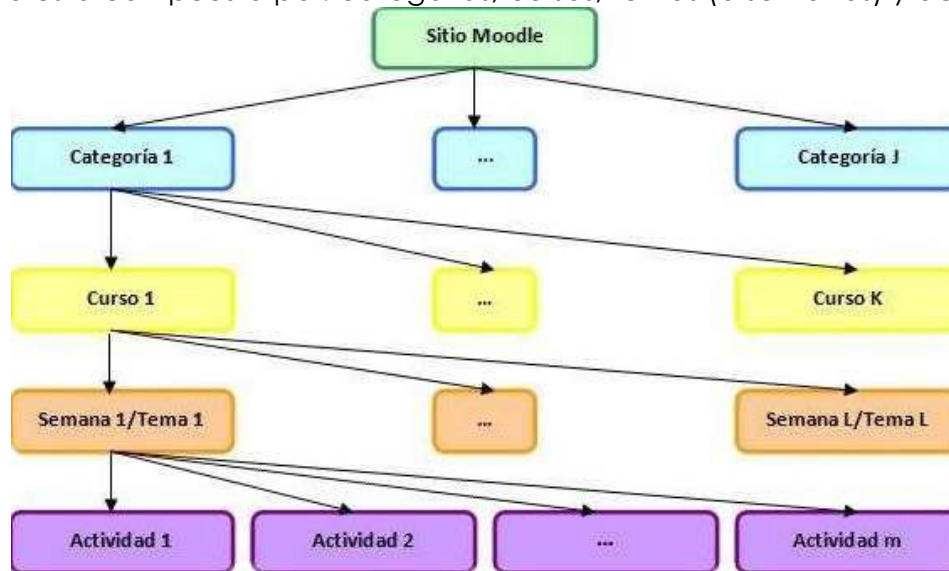 Sitio Moodle
Categoría 1
...
Categoría J
Curso 1
...
Curso K
Semana 1/Tema 1
...
Semana L/Tema L
Actividad 1
Actividad 2
...
Actividad m